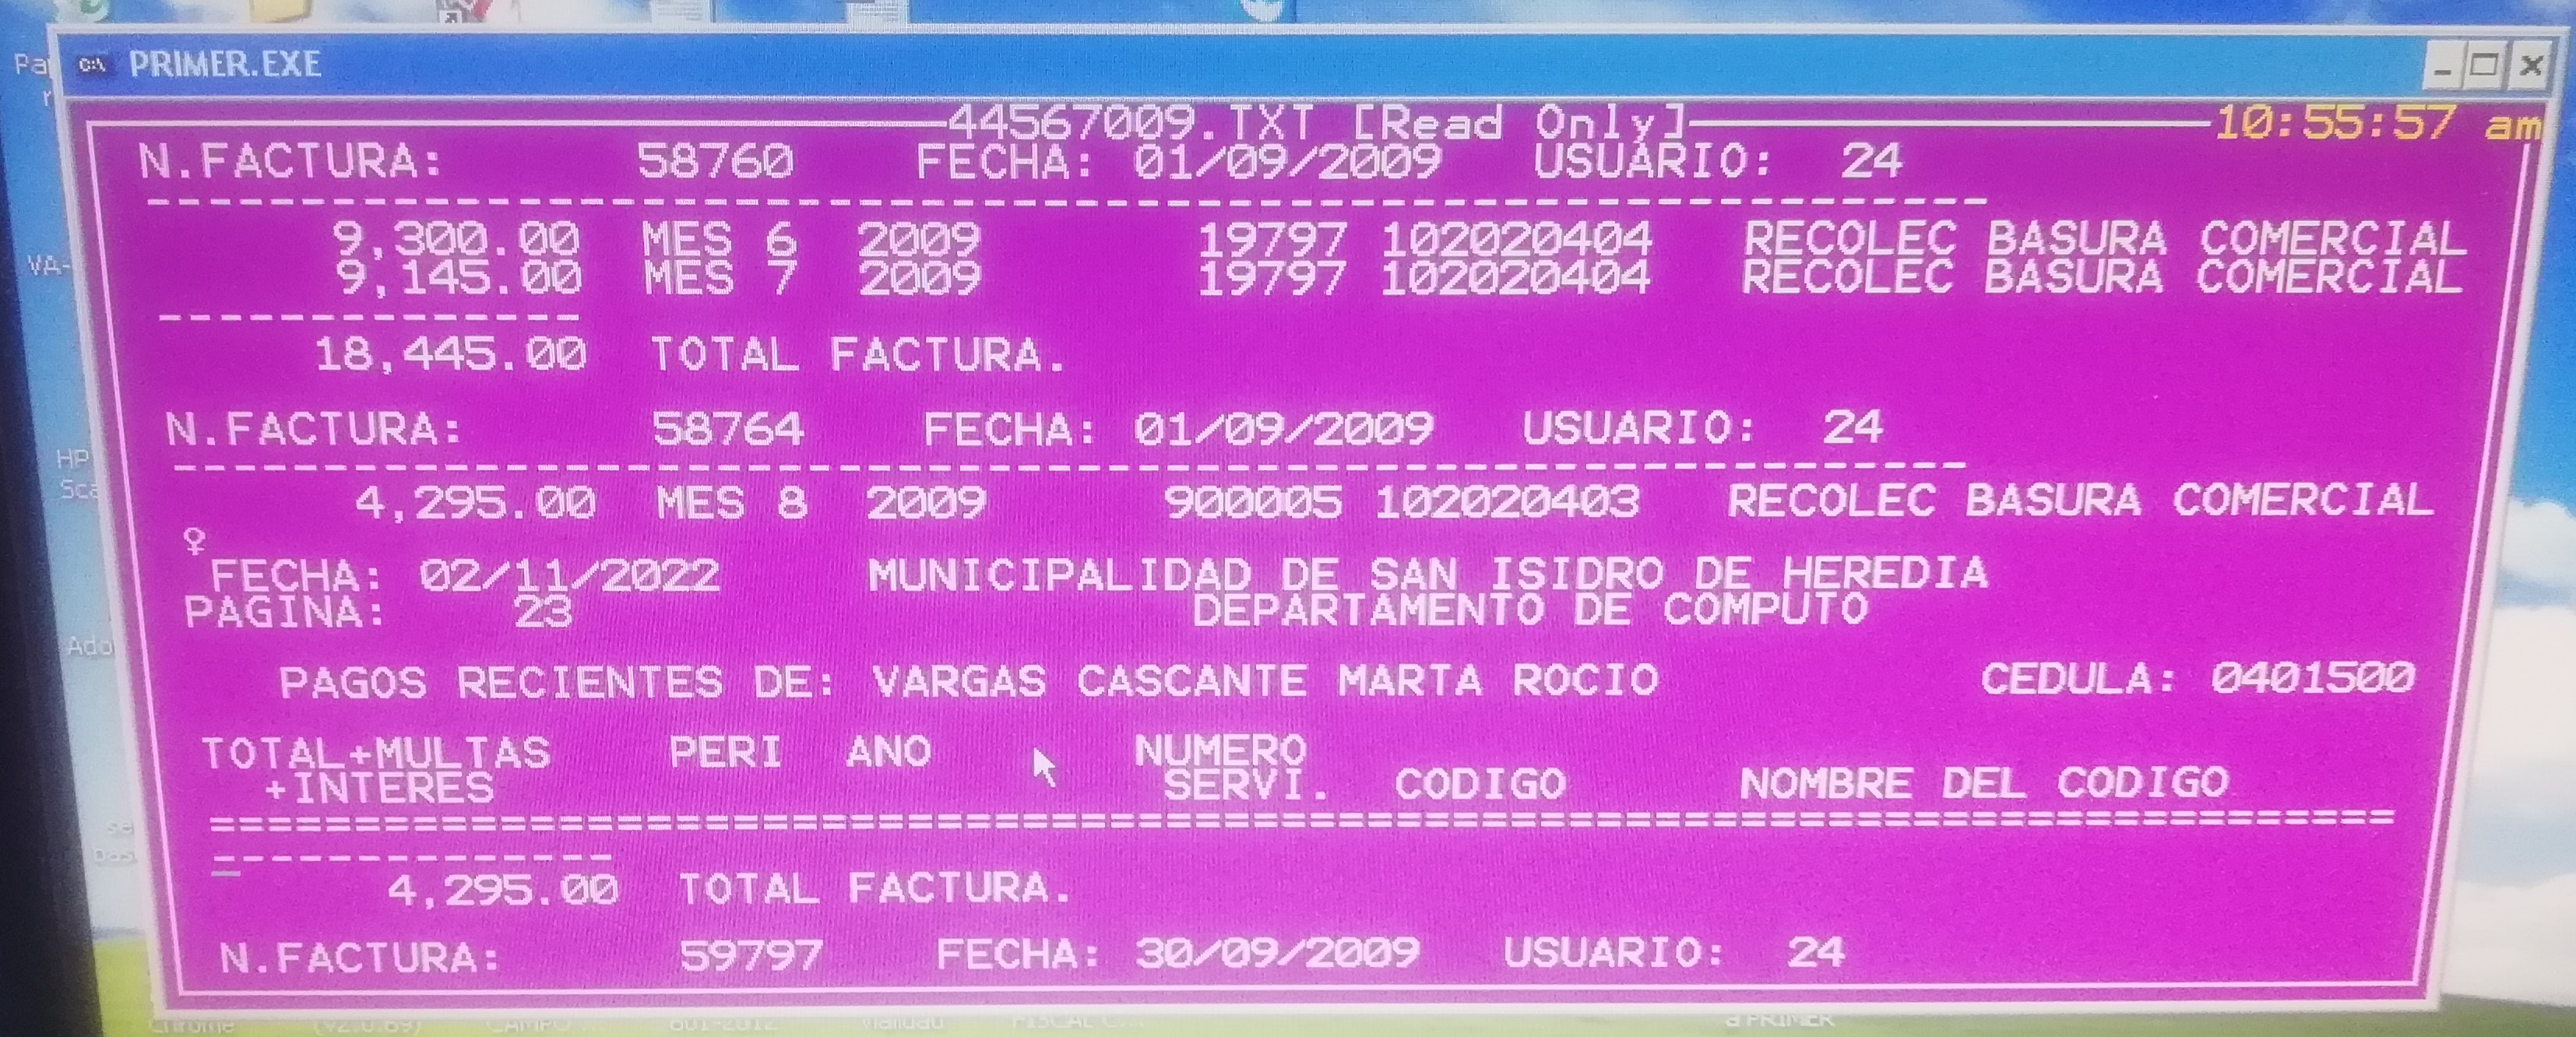 PRIMER.EXE
44567009.TXT [Read Only] 10:55:57 am
N.FACTURA: 58760 FECHA: 01/09/2009 USUARIO: 24
--------------------------------------------------------------
9,300.00 MES 6 2009 19797 102020404 RECOLEC BASURA COMERCIAL
9,145.00 MES 7 2009 19797 102020404 RECOLEC BASURA COMERCIAL
--------------
18,445.00 TOTAL FACTURA.
N.FACTURA: 58764 FECHA: 01/09/2009 USUARIO: 24
--------------------------------------------------------------
4,295.00 MES 8 2009 900005 102020403 RECOLEC BASURA COMERCIAL
♀
FECHA: 02/11/2022 MUNICIPALIDAD DE SAN ISIDRO DE HEREDIA
PAGINA: 23 DEPARTAMENTO DE COMPUTO
PAGOS RECIENTES DE: VARGAS CASCANTE MARTA ROCIO CEDULA: 0401500
TOTAL+MULTAS PERI ANO NUMERO
+INTERES SERVI. CODIGO NOMBRE DEL CODIGO
============================================================================
--------------
4,295.00 TOTAL FACTURA.
N.FACTURA: 59797 FECHA: 30/09/2009 USUARIO: 24
VA-
HP
Sca
Ado